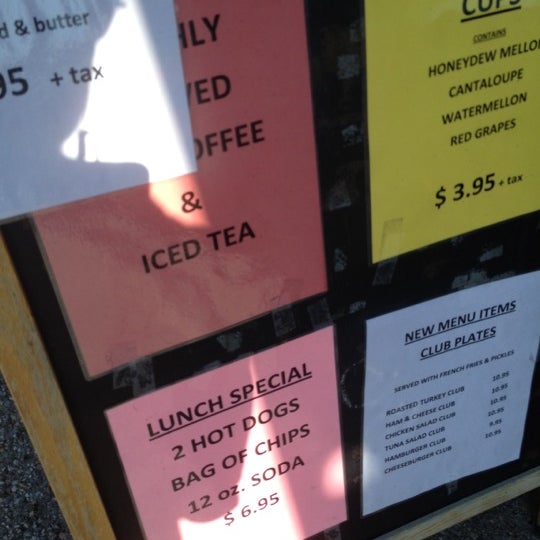 & butter
95 + tax
& 
ICED TEA
CUPS
CONTAINS
HONEYDEW MELLO
CANTALOUPE
WATERMELLON
RED GRAPES
$ 3.95 + tax
LUNCH SPECIAL
2 HOT DOGS
BAG OF CHIPS
12 oz. SODA
$ 6.95
NEW MENU ITEMS
CLUB PLATES
SERVED WITH FRENCH FRIES & PICKLES
ROASTED TURKEY CLUB 10.95
HAM & CHEESE CLUB 10.95
CHICKEN SALAD CLUB 10.95
TUNA SALAD CLUB 10.95
HAMBURGER CLUB 9.95
CHEESEBURGER CLUB 10.95